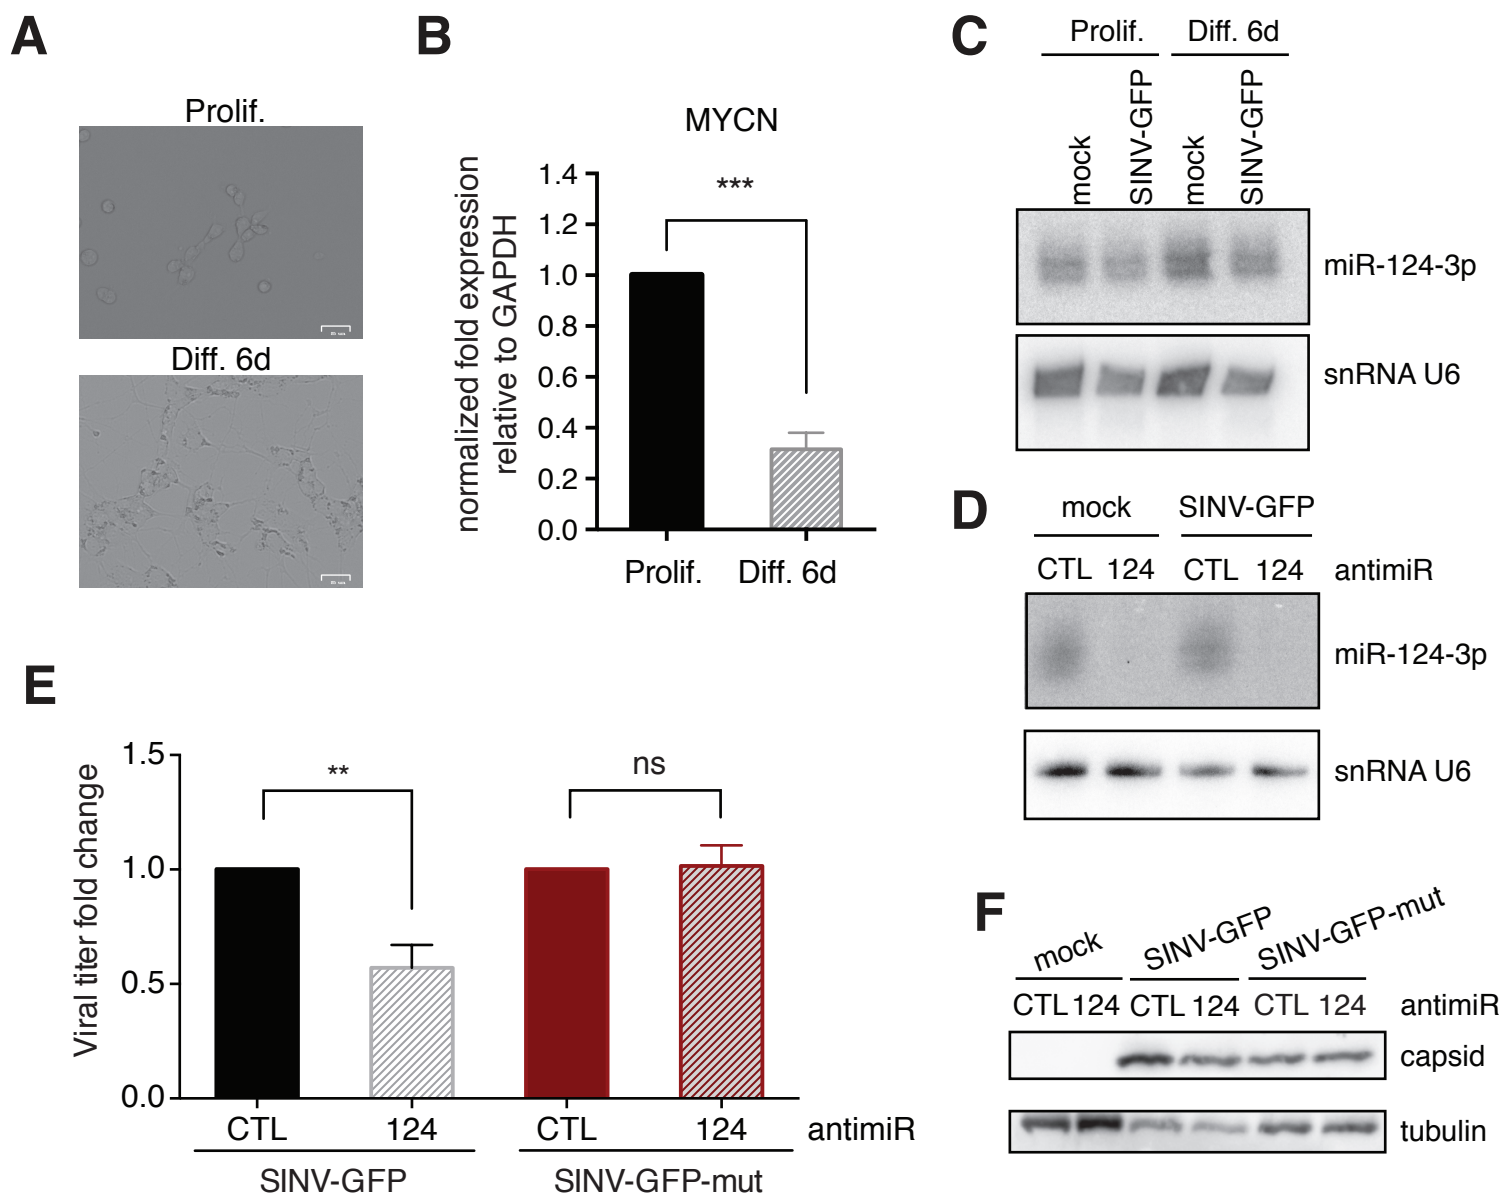 A
Prolif.
Diff. 6d
B
MYCN
normalized fold expression
relative to GAPDH
1.4
1.2
1.0
0.8
0.6
0.4
0.2
0.0
***
Prolif. Diff. 6d
C
Prolif. Diff. 6d
mock
SINV-GFP
mock
SINV-GFP
miR-124-3p
snRNA U6
D
mock SINV-GFP
CTL 124 CTL 124 antimiR
miR-124-3p
snRNA U6
E
Viral titer fold change
1.5
1.0
0.5
0.0
**
ns
CTL 124 CTL 124 antimiR
SINV-GFP SINV-GFP-mut
F
mock SINV-GFP SINV-GFP-mut
CTL 124 CTL 124 CTL 124 antimiR
capsid
tubulin